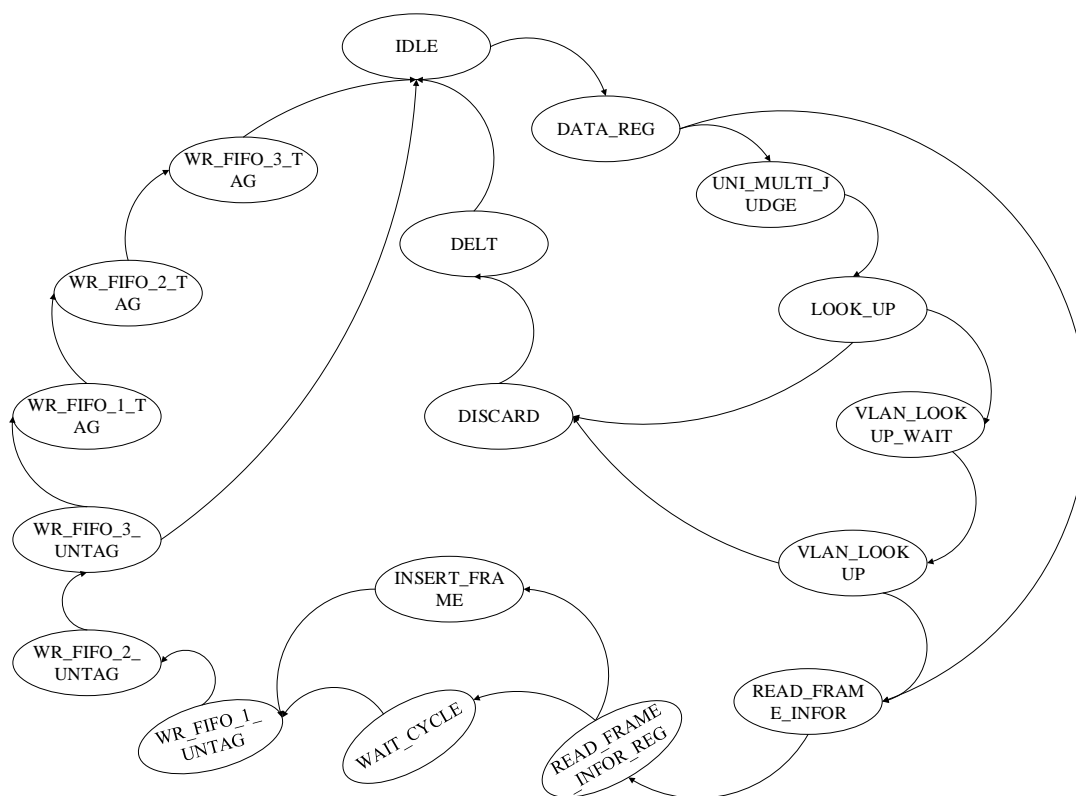 IDLE
DATA_REG
WR_FIFO_3_T
AG
UNI_MULTI_J
UDGE
DELT
WR_FIFO_2_T
AG
LOOK_UP
WR_FIFO_1_T
AG
DISCARD
VLAN_LOOK
UP_WAIT
WR_FIFO_3_
UNTAG
VLAN_LOOK
UP
INSERT_FRA
ME
WR_FIFO_2_
UNTAG
READ_FRAM
E_INFOR
WR_FIFO_1_
UNTAG
WAIT_CYCLE
READ_FRAME
_INFOR_REG